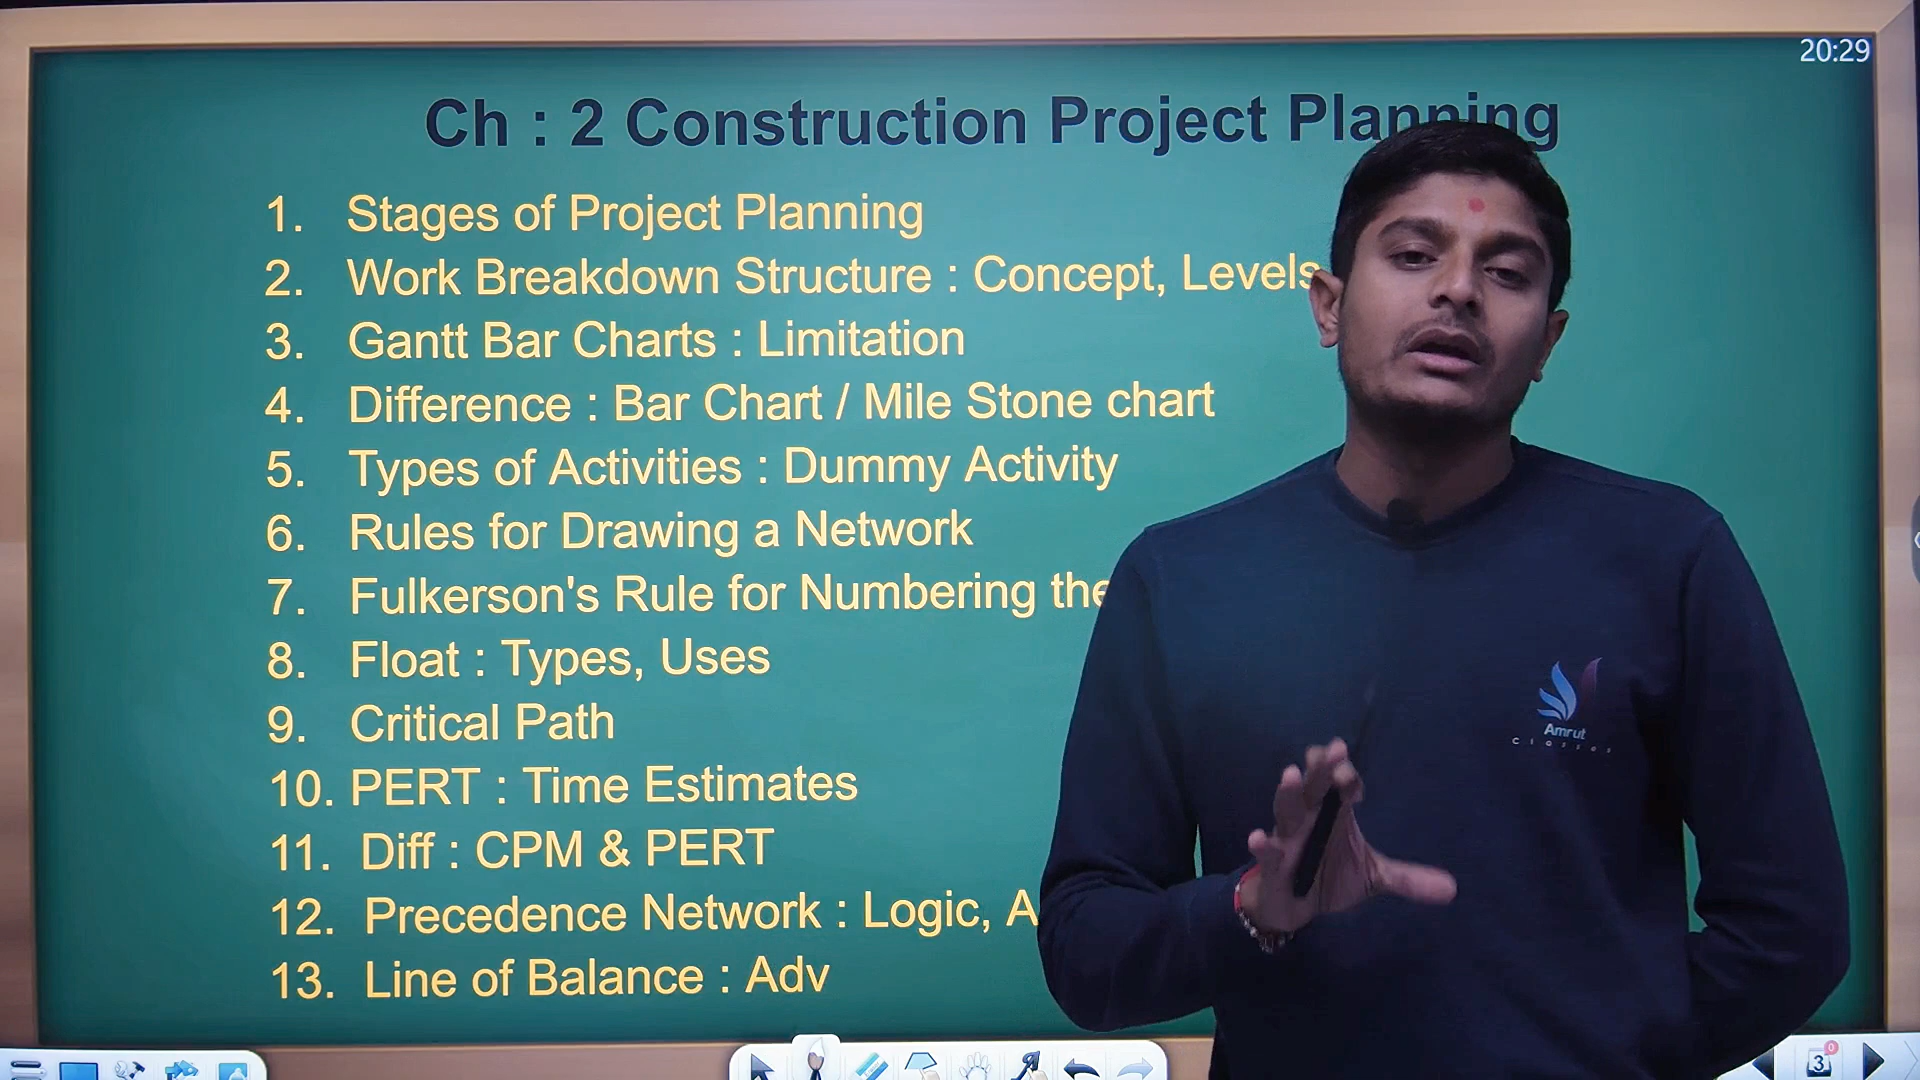 20:29
Ch : 2 Construction Project Planning
1. Stages of Project Planning
2. Work Breakdown Structure : Concept, Levels
3. Gantt Bar Charts : Limitation
4. Difference : Bar Chart / Mile Stone chart
5. Types of Activities : Dummy Activity
6. Rules for Drawing a Network
7. Fulkerson's Rule for Numbering the
8. Float : Types, Uses
9. Critical Path
10. PERT : Time Estimates
11. Diff : CPM & PERT
12. Precedence Network : Logic, A
13. Line of Balance : Adv
Amrut
Classes
3
0